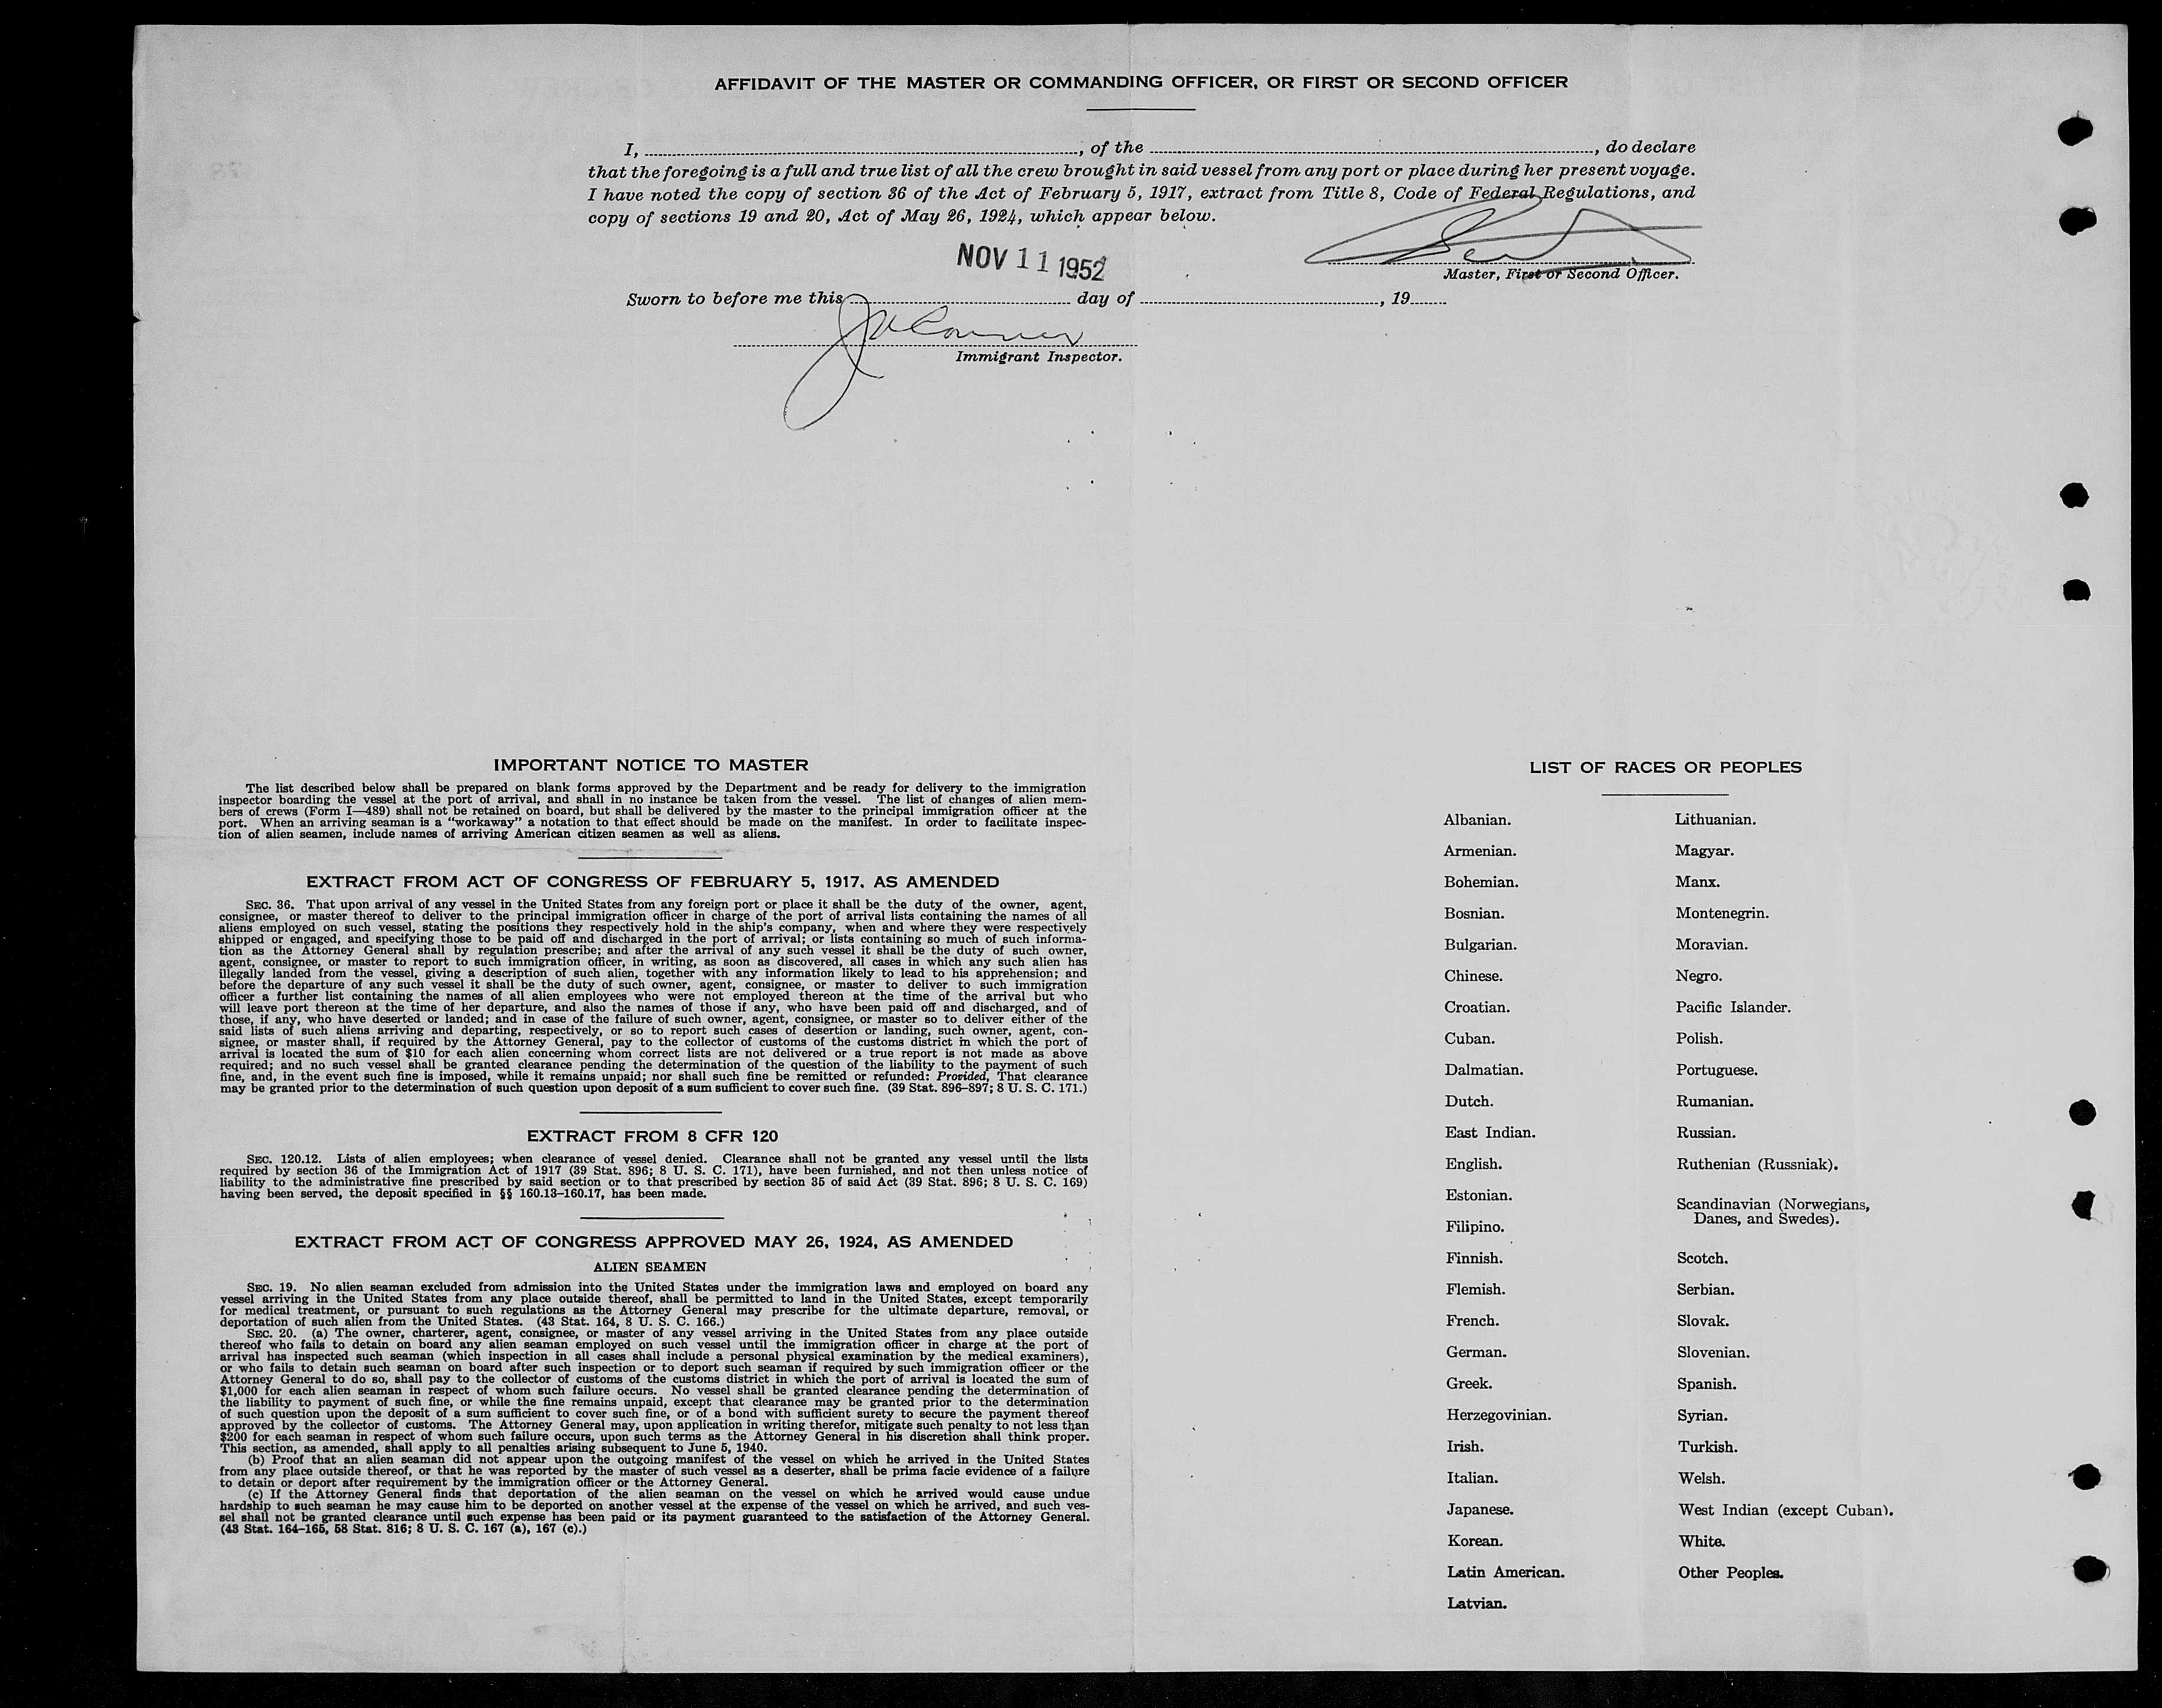 AFFIDAVIT OF THE MASTER OR COMMANDING OFFICER, OR FIRST OR SECOND OFFICER
I, , of the , do declare
that the foregoing is a full and true list of all the crew brought in said vessel from any port or place during her present voyage.
I have noted the copy of section 36 of the Act of February 5, 1917, extract from Title 8, Code of Federal Regulations, and
copy of sections 19 and 20, Act of May 26, 1924, which appear below.
NOV 11 1952
Master, First or Second Officer.
Sworn to before me this day of , 19
Immigrant Inspector.
IMPORTANT NOTICE TO MASTER
The list described below shall be prepared on blank forms approved by the Department and be ready for delivery to the immigration
inspector boarding the vessel at the port of arrival, and shall in no instance be taken from the vessel. The list of changes of alien mem-
bers of crews (Form I—489) shall not be retained on board, but shall be delivered by the master to the principal immigration officer at the
port. When an arriving seaman is a "workaway" a notation to that effect should be made on the manifest. In order to facilitate inspec-
tion of alien seamen, include names of arriving American citizen seamen as well as aliens.
EXTRACT FROM ACT OF CONGRESS OF FEBRUARY 5, 1917, AS AMENDED
SEC. 36. That upon arrival of any vessel in the United States from any foreign port or place it shall be the duty of the owner, agent,
consignee, or master thereof to deliver to the principal immigration officer in charge of the port of arrival lists containing the names of all
aliens employed on such vessel, stating the positions they respectively hold in the ship's company, when and where they were respectively
shipped or engaged, and specifying those to be paid off and discharged in the port of arrival; or lists containing so much of such informa-
tion as the Attorney General shall by regulation prescribe; and after the arrival of any such vessel it shall be the duty of such owner,
agent, consignee, or master to report to such immigration officer, in writing, as soon as discovered, all cases in which any such alien has
illegally landed from the vessel, giving a description of such alien, together with any information likely to lead to his apprehension; and
before the departure of any such vessel it shall be the duty of such owner, agent, consignee, or master to deliver to such immigration
officer a further list containing the names of all alien employees who were not employed thereon at the time of the arrival but who
will leave port thereon at the time of her departure, and also the names of those if any, who have been paid off and discharged, and of
those, if any, who have deserted or landed; and in case of the failure of such owner, agent, consignee, or master so to deliver either of the
said lists of such aliens arriving and departing, respectively, or so to report such cases of desertion or landing, such owner, agent, con-
signee, or master shall, if required by the Attorney General, pay to the collector of customs of the customs district in which the port of
arrival is located the sum of $10 for each alien concerning whom correct lists are not delivered or a true report is not made as above
required; and no such vessel shall be granted clearance pending the determination of the question of the liability to the payment of such
fine, and, in the event such fine is imposed, while it remains unpaid; nor shall such fine be remitted or refunded: Provided, That clearance
may be granted prior to the determination of such question upon deposit of a sum sufficient to cover such fine. (39 Stat. 896–897; 8 U. S. C. 171.)
EXTRACT FROM 8 CFR 120
SEC. 120.12. Lists of alien employees; when clearance of vessel denied. Clearance shall not be granted any vessel until the lists
required by section 36 of the Immigration Act of 1917 (39 Stat. 896; 8 U. S. C. 171), have been furnished, and not then unless notice of
liability to the administrative fine prescribed by said section or to that prescribed by section 35 of said Act (39 Stat. 896; 8 U. S. C. 169)
having been served, the deposit specified in §§ 160.13–160.17, has been made.
EXTRACT FROM ACT OF CONGRESS APPROVED MAY 26, 1924, AS AMENDED
ALIEN SEAMEN
SEC. 19. No alien seaman excluded from admission into the United States under the immigration laws and employed on board any
vessel arriving in the United States from any place outside thereof, shall be permitted to land in the United States, except temporarily
for medical treatment, or pursuant to such regulations as the Attorney General may prescribe for the ultimate departure, removal, or
deportation of such alien from the United States. (43 Stat. 164, 8 U. S. C. 166.)
SEC. 20. (a) The owner, charterer, agent, consignee, or master of any vessel arriving in the United States from any place outside
thereof who fails to detain on board any alien seaman employed on such vessel until the immigration officer in charge at the port of
arrival has inspected such seaman (which inspection in all cases shall include a personal physical examination by the medical examiners),
or who fails to detain such seaman on board after such inspection or to deport such seaman if required by such immigration officer or the
Attorney General to do so, shall pay to the collector of customs of the customs district in which the port of arrival is located the sum of
$1,000 for each alien seaman in respect of whom such failure occurs. No vessel shall be granted clearance pending the determination of
the liability to payment of such fine, or while the fine remains unpaid, except that clearance may be granted prior to the determination
of such question upon the deposit of a sum sufficient to cover such fine, or of a bond with sufficient surety to secure the payment thereof
approved by the collector of customs. The Attorney General may, upon application in writing therefor, mitigate such penalty to not less than
$200 for each seaman in respect of whom such failure occurs, upon such terms as the Attorney General in his discretion shall think proper.
This section, as amended, shall apply to all penalties arising subsequent to June 5, 1940.
(b) Proof that an alien seaman did not appear upon the outgoing manifest of the vessel on which he arrived in the United States
from any place outside thereof, or that he was reported by the master of such vessel as a deserter, shall be prima facie evidence of a failure
to detain or deport after requirement by the immigration officer or the Attorney General.
(c) If the Attorney General finds that deportation of the alien seaman on the vessel on which he arrived would cause undue
hardship to such seaman he may cause him to be deported on another vessel at the expense of the vessel on which he arrived, and such ves-
sel shall not be granted clearance until such expense has been paid or its payment guaranteed to the satisfaction of the Attorney General.
(43 Stat. 164–165, 58 Stat. 816; 8 U. S. C. 167 (a), 167 (c).)
LIST OF RACES OR PEOPLES
Albanian.
Armenian.
Bohemian.
Bosnian.
Bulgarian.
Chinese.
Croatian.
Cuban.
Dalmatian.
Dutch.
East Indian.
English.
Estonian.
Filipino.
Finnish.
Flemish.
French.
German.
Greek.
Herzegovinian.
Irish.
Italian.
Japanese.
Korean.
Latin American.
Latvian.
Lithuanian.
Magyar.
Manx.
Montenegrin.
Moravian.
Negro.
Pacific Islander.
Polish.
Portuguese.
Rumanian.
Russian.
Ruthenian (Russniak).
Scandinavian (Norwegians,
Danes, and Swedes).
Scotch.
Serbian.
Slovak.
Slovenian.
Spanish.
Syrian.
Turkish.
Welsh.
West Indian (except Cuban).
White.
Other Peoples.